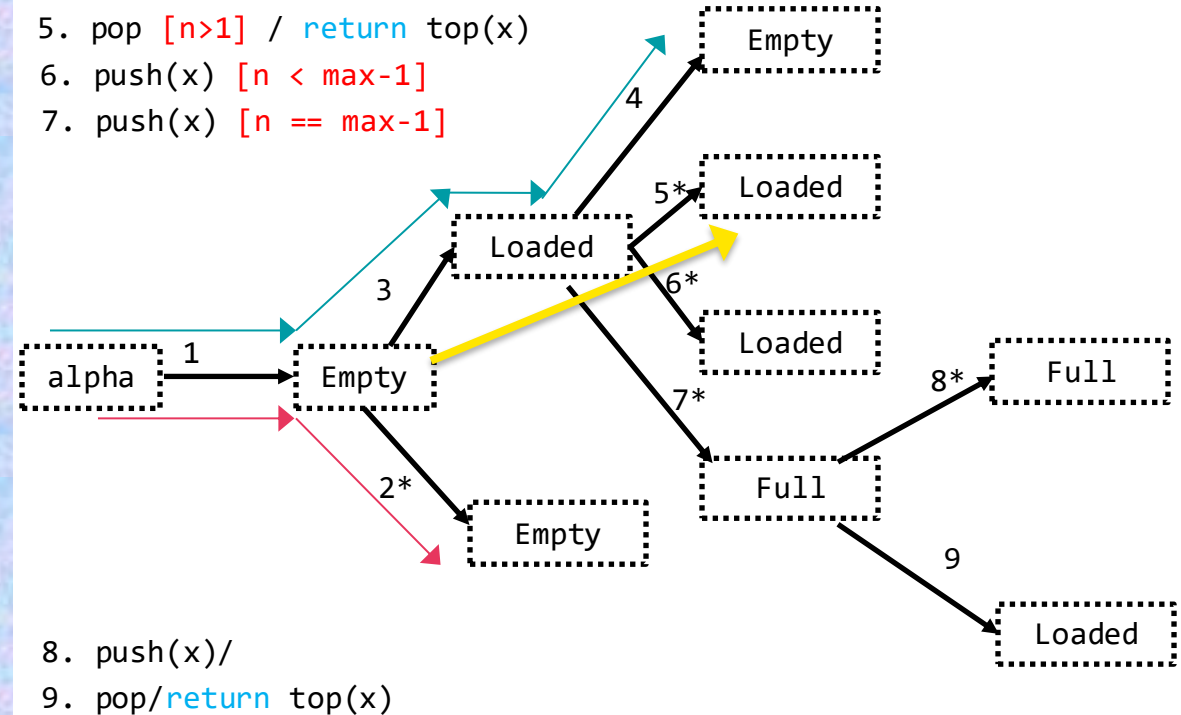 5. pop [n>1] / return top(x)
6. push(x) [n < max-1]
7. push(x) [n == max-1]
Empty
4
5*
Loaded
Loaded
3
6*
Loaded
alpha
1
Empty
7*
8*
Full
2*
Full
Empty
9
Loaded
8. push(x)/
9. pop/return top(x)